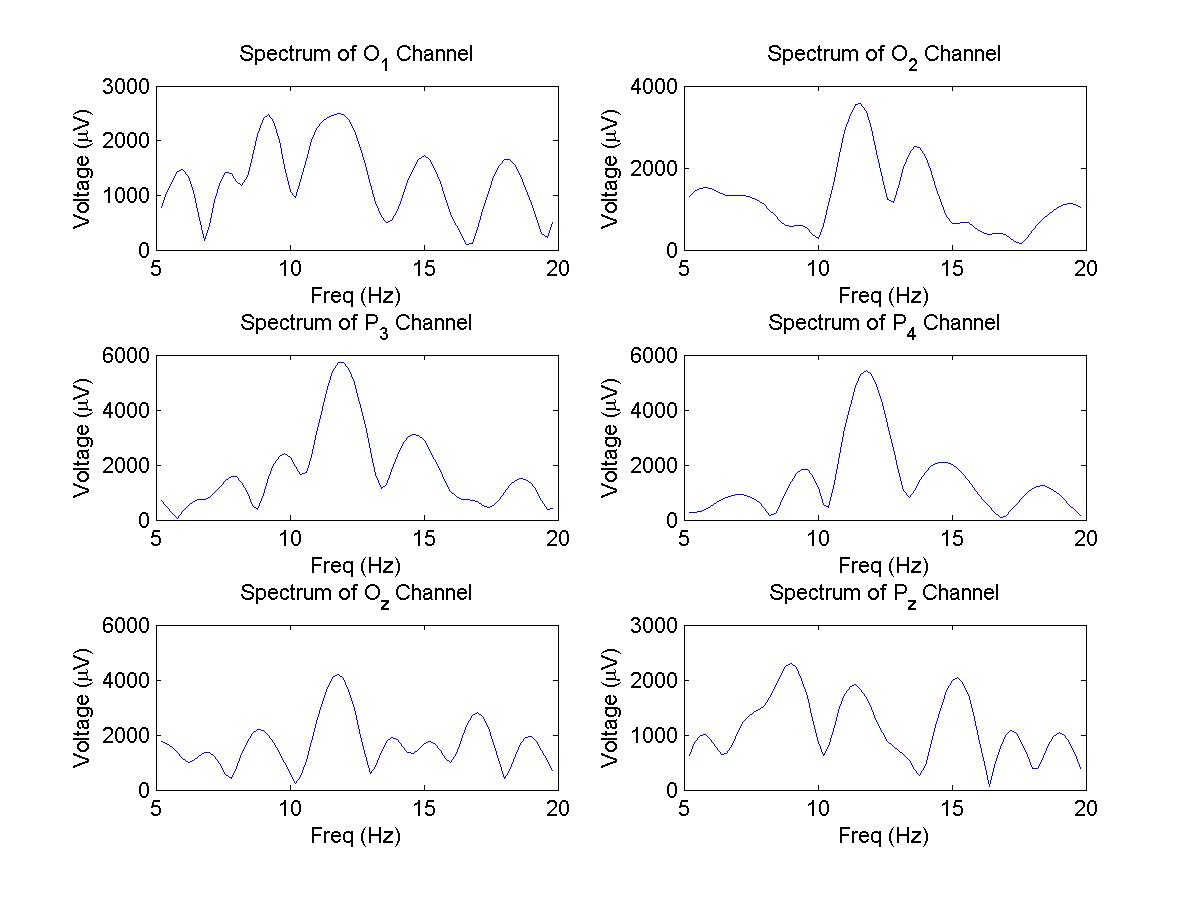 Spectrum of O1 Channel
3000
2000
1000
0
Voltage (μV)
5 10 15 20
Freq (Hz)
Spectrum of O2 Channel
4000
2000
0
Voltage (μV)
5 10 15 20
Freq (Hz)
Spectrum of P3 Channel
6000
4000
2000
0
Voltage (μV)
5 10 15 20
Freq (Hz)
Spectrum of P4 Channel
6000
4000
2000
0
Voltage (μV)
5 10 15 20
Freq (Hz)
Spectrum of Oz Channel
6000
4000
2000
0
Voltage (μV)
5 10 15 20
Freq (Hz)
Spectrum of Pz Channel
3000
2000
1000
0
Voltage (μV)
5 10 15 20
Freq (Hz)